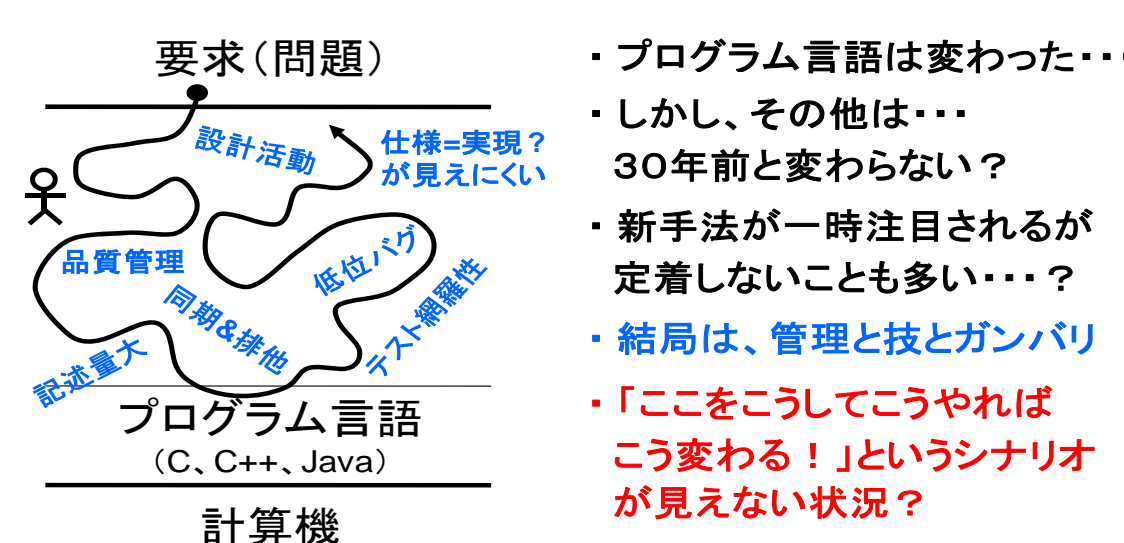 要求(問題)
設計活動
仕様=実現?
が見えにくい
品質管理
低位バグ
同期&排他
テスト網羅性
記述量大
プログラム言語
(C、C++、Java)
計算機
・プログラム言語は変わった・・・
・しかし、その他は・・・
30年前と変わらない?
・新手法が一時注目されるが
定着しないことも多い・・・?
・結局は、管理と技とガンバリ
・「ここをこうしてこうやれば
こう変わる!」というシナリオ
が見えない状況?